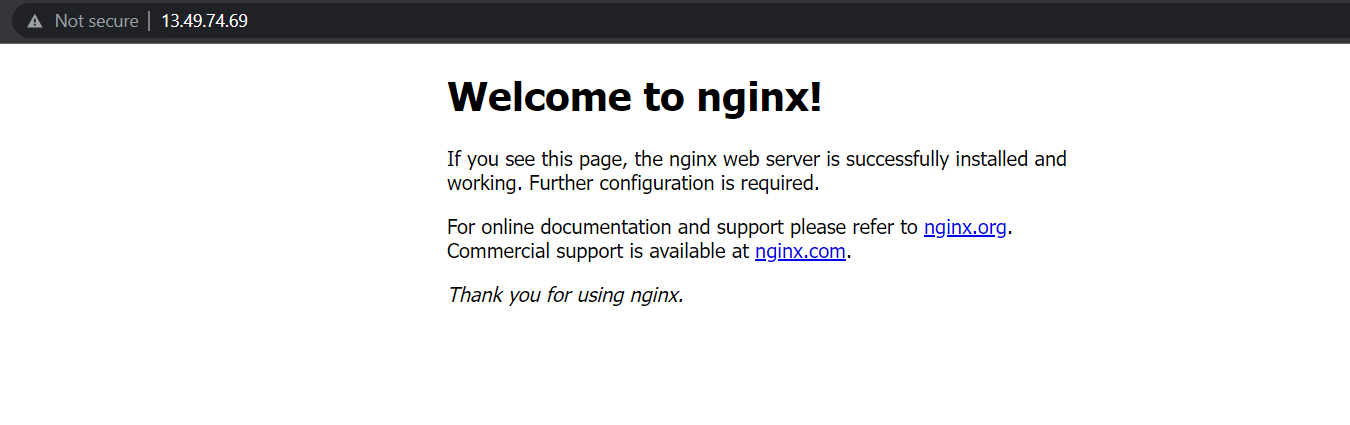 Not secure | 13.49.74.69
Welcome to nginx!
If you see this page, the nginx web server is successfully installed and
working. Further configuration is required.
For online documentation and support please refer to nginx.org.
Commercial support is available at nginx.com.
Thank you for using nginx.